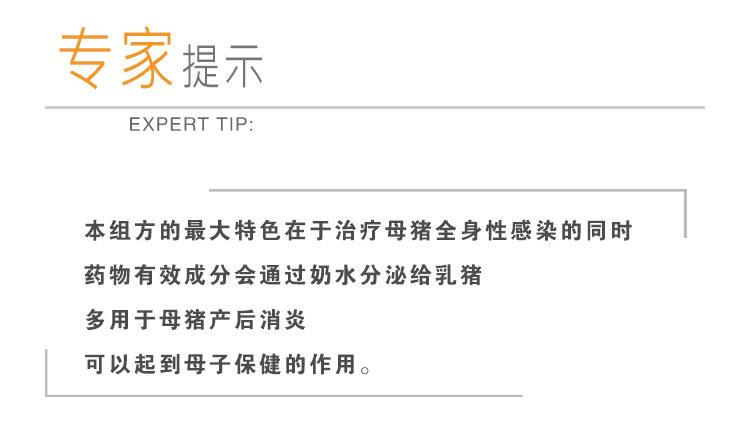 专家提示
EXPERT TIP:
本组方的最大特色在于治疗母猪全身性感染的同时
药物有效成分会通过奶水分泌给乳猪
多用于母猪产后消炎
可以起到母子保健的作用。